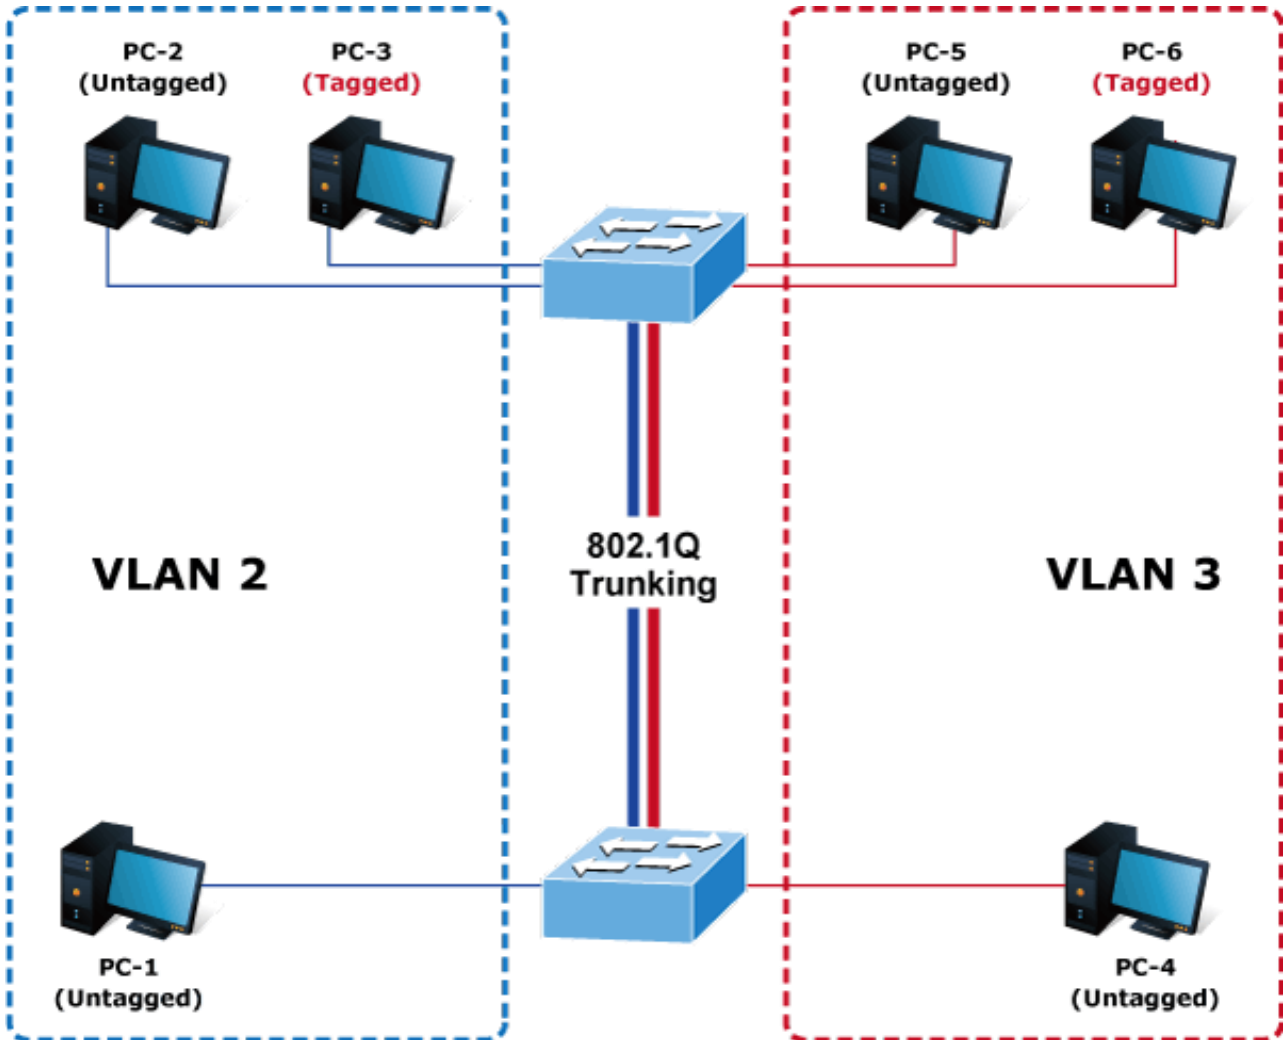 PC-2
(Untagged)
PC-3
(Tagged)
PC-5
(Untagged)
PC-6
(Tagged)
802.1Q
Trunking
VLAN 2
VLAN 3
PC-1
(Untagged)
PC-4
(Untagged)